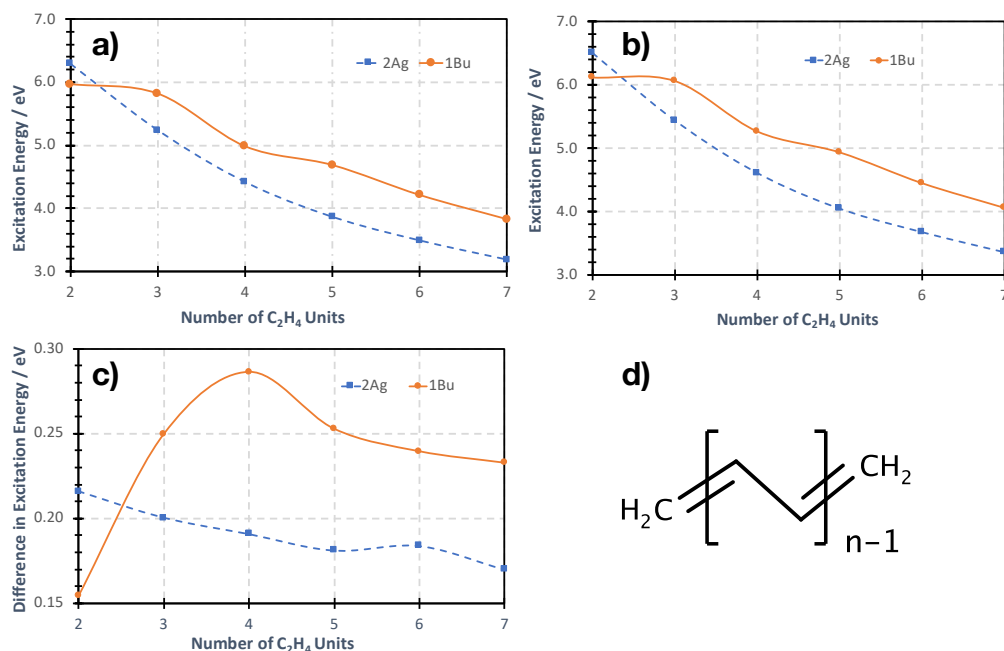 a)
2Ag 1Bu
Excitation Energy / eV
7.0
6.0
5.0
4.0
3.0
2 3 4 5 6 7
Number of C₂H₄ Units
b)
2Ag 1Bu
Excitation Energy / eV
7.0
6.0
5.0
4.0
3.0
2 3 4 5 6 7
Number of C₂H₄ Units
c)
2Ag 1Bu
Difference in Excitation Energy / eV
0.30
0.25
0.20
0.15
2 3 4 5 6 7
Number of C₂H₄ Units
d)
H₂C
CH₂
n-1